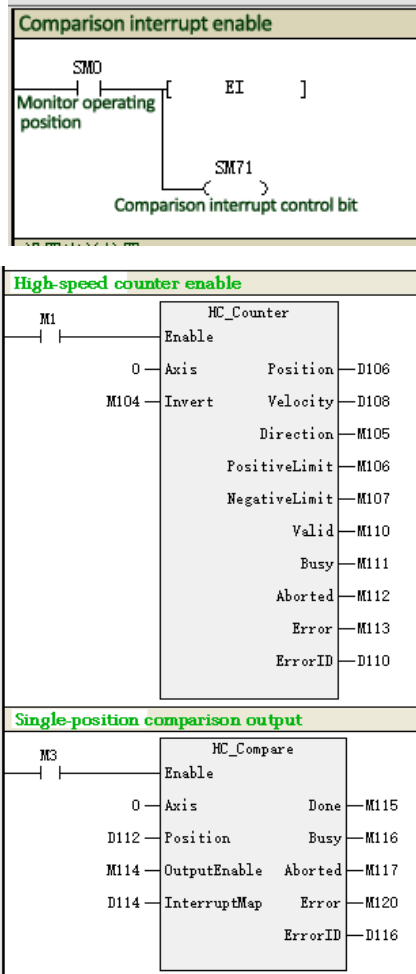 Comparison interrupt enable
SM0
[ EI ]
Monitor operating
position
SM71
Comparison interrupt control bit
High-speed counter enable
M1
HC_Counter
Enable
0 Axis Position D106
M104 Invert Velocity D108
Direction M105
PositiveLimit M106
NegativeLimit M107
Valid M110
Busy M111
Aborted M112
Error M113
ErrorID D110
Single-position comparison output
M3
HC_Compare
Enable
0 Axis Done M115
D112 Position Busy M116
M114 OutputEnable Aborted M117
D114 InterruptMap Error M120
ErrorID D116